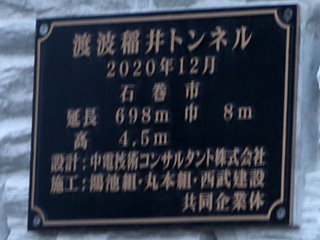 渡波稲井トンネル
2020年12月
石巻市
延長 698m 巾 8m
高 4.5m
設計：中電技術コンサルタント株式会社
施工：鴻池組・丸本組・西武建設
共同企業体